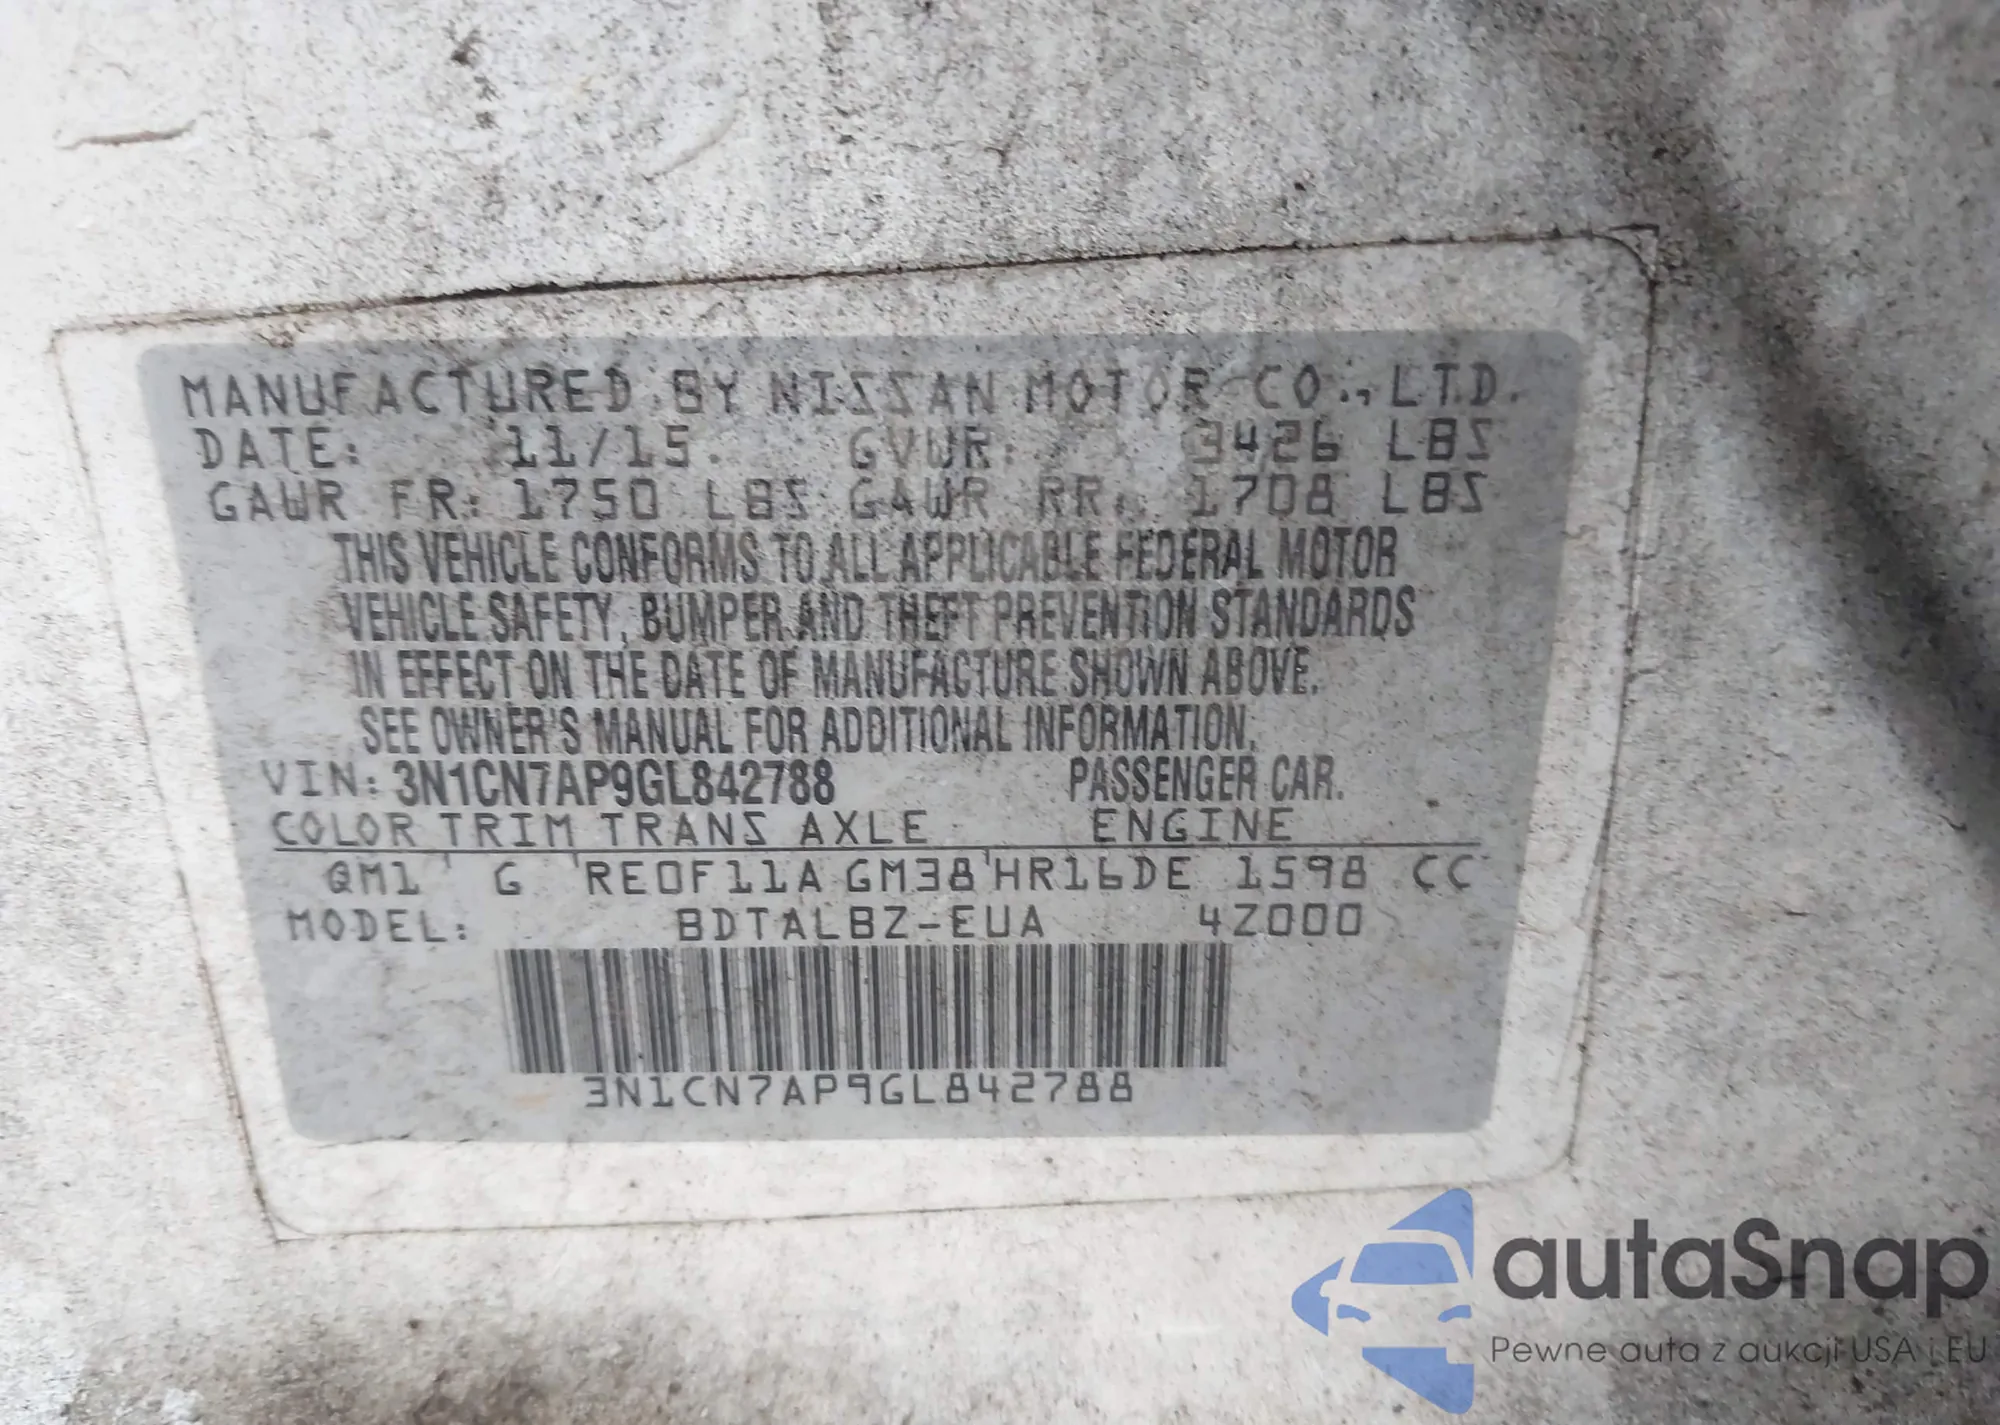 MANUFACTURED BY NISSAN MOTOR CO., LTD.
DATE: 11/15. GVWR: 3426 LBS
GAWR FR: 1750 LBS GAWR RR: 1708 LBS
THIS VEHICLE CONFORMS TO ALL APPLICABLE FEDERAL MOTOR
VEHICLE SAFETY, BUMPER AND THEFT PREVENTION STANDARDS
IN EFFECT ON THE DATE OF MANUFACTURE SHOWN ABOVE.
SEE OWNER'S MANUAL FOR ADDITIONAL INFORMATION.
VIN: 3N1CN7AP9GL842788 PASSENGER CAR.
COLOR TRIM TRANS AXLE ENGINE
QM1 G RE0F11A GM38 HR16DE 1598 CC
MODEL: BDTALBZ-EUA 4Z000
3N1CN7AP9GL842788
autaSnap
Pewne auta z aukcji USA i EU